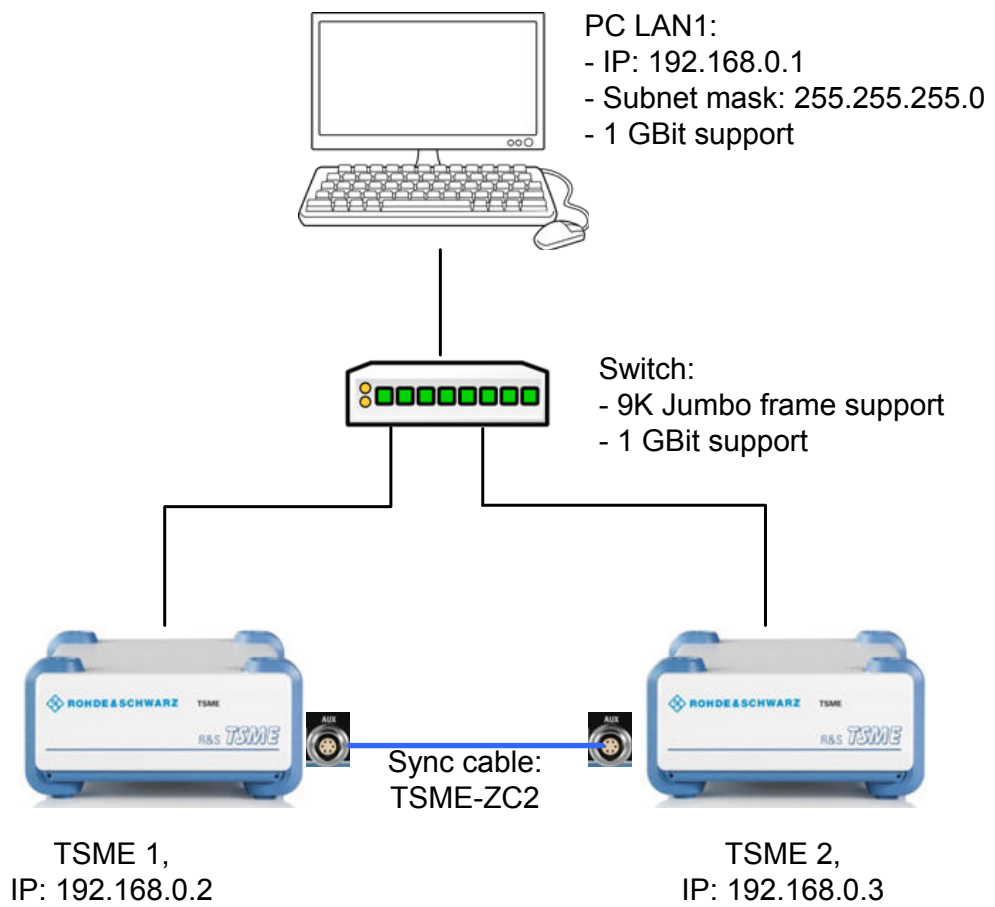 PC LAN1:
- IP: 192.168.0.1
- Subnet mask: 255.255.255.0
- 1 GBit support
Switch:
- 9K Jumbo frame support
- 1 GBit support
ROHDE&SCHWARZ TSME
R&S TSME
AUX
AUX
ROHDE&SCHWARZ TSME
R&S TSME
Sync cable:
TSME-ZC2
TSME 1,
IP: 192.168.0.2
TSME 2,
IP: 192.168.0.3